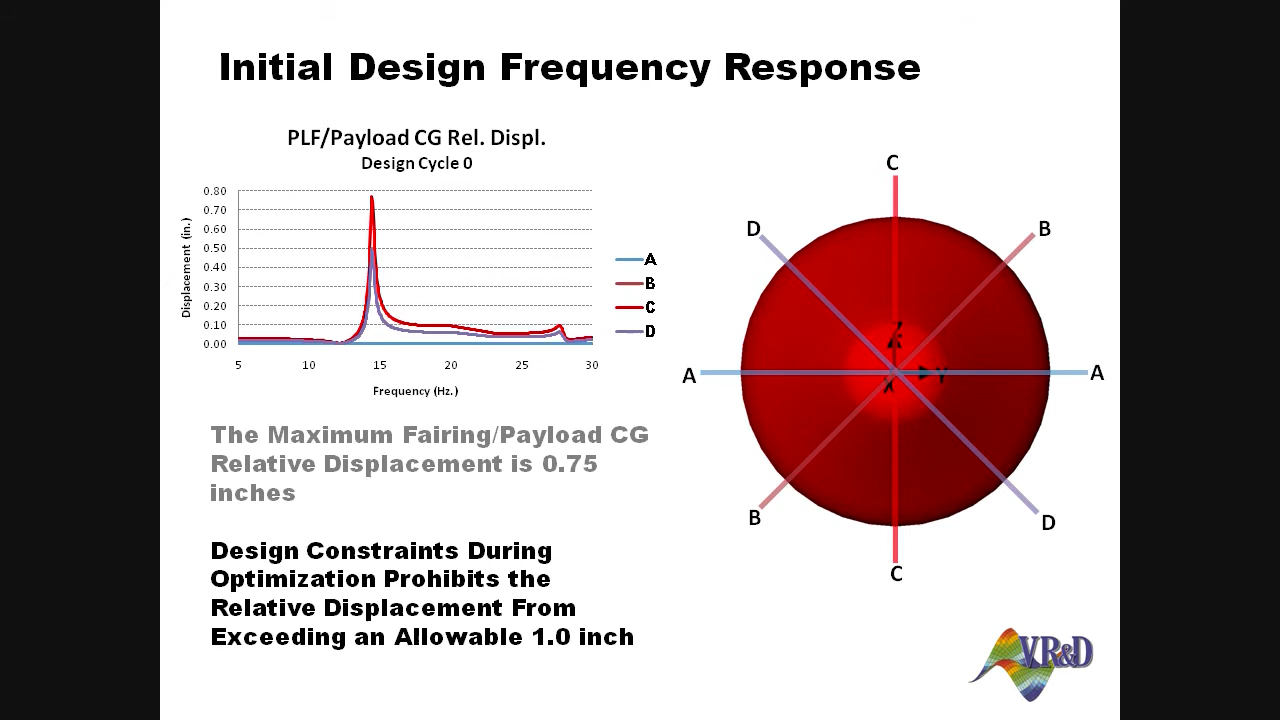 Initial Design Frequency Response
PLF/Payload CG Rel. Displ.
Design Cycle 0
Displacement (in.)
0.80
0.70
0.60
0.50
0.40
0.30
0.20
0.10
0.00
5 10 15 20 25 30
Frequency (Hz.)
A
B
C
D
The Maximum Fairing/Payload CG
Relative Displacement is 0.75
inches
Design Constraints During
Optimization Prohibits the
Relative Displacement From
Exceeding an Allowable 1.0 inch
C
D B
Z
A X Y A
B D
C
VR&D